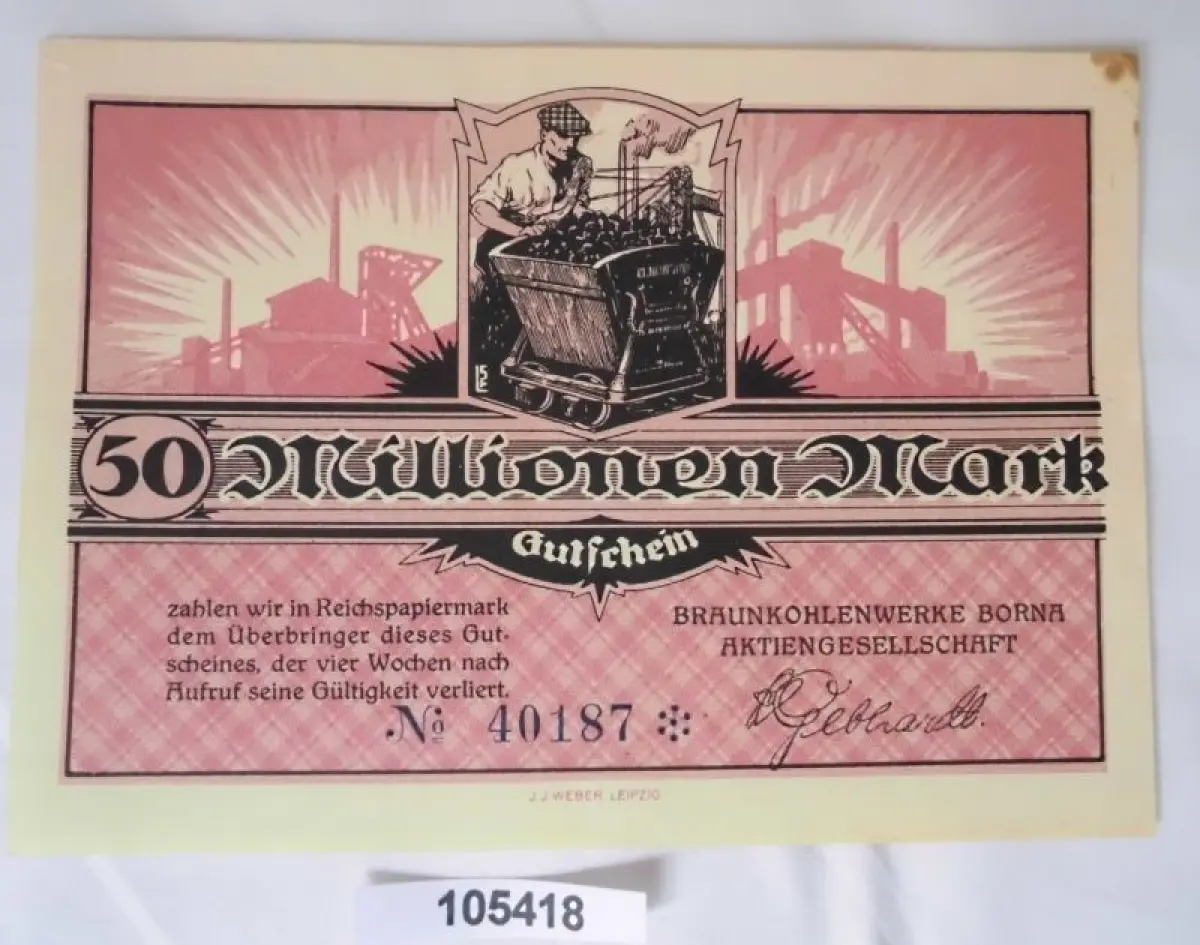 50 Millionen Mark
Gutschein
zahlen wir in Reichspapiermark
dem Überbringer dieses Gut-
scheines, der vier Wochen nach
Aufruf seine Gültigkeit verliert.
BRAUNKOHLENWERKE BORNA
AKTIENGESELLSCHAFT
Gebhardt.
№ 40187
J.J. WEBER, LEIPZIG
105418